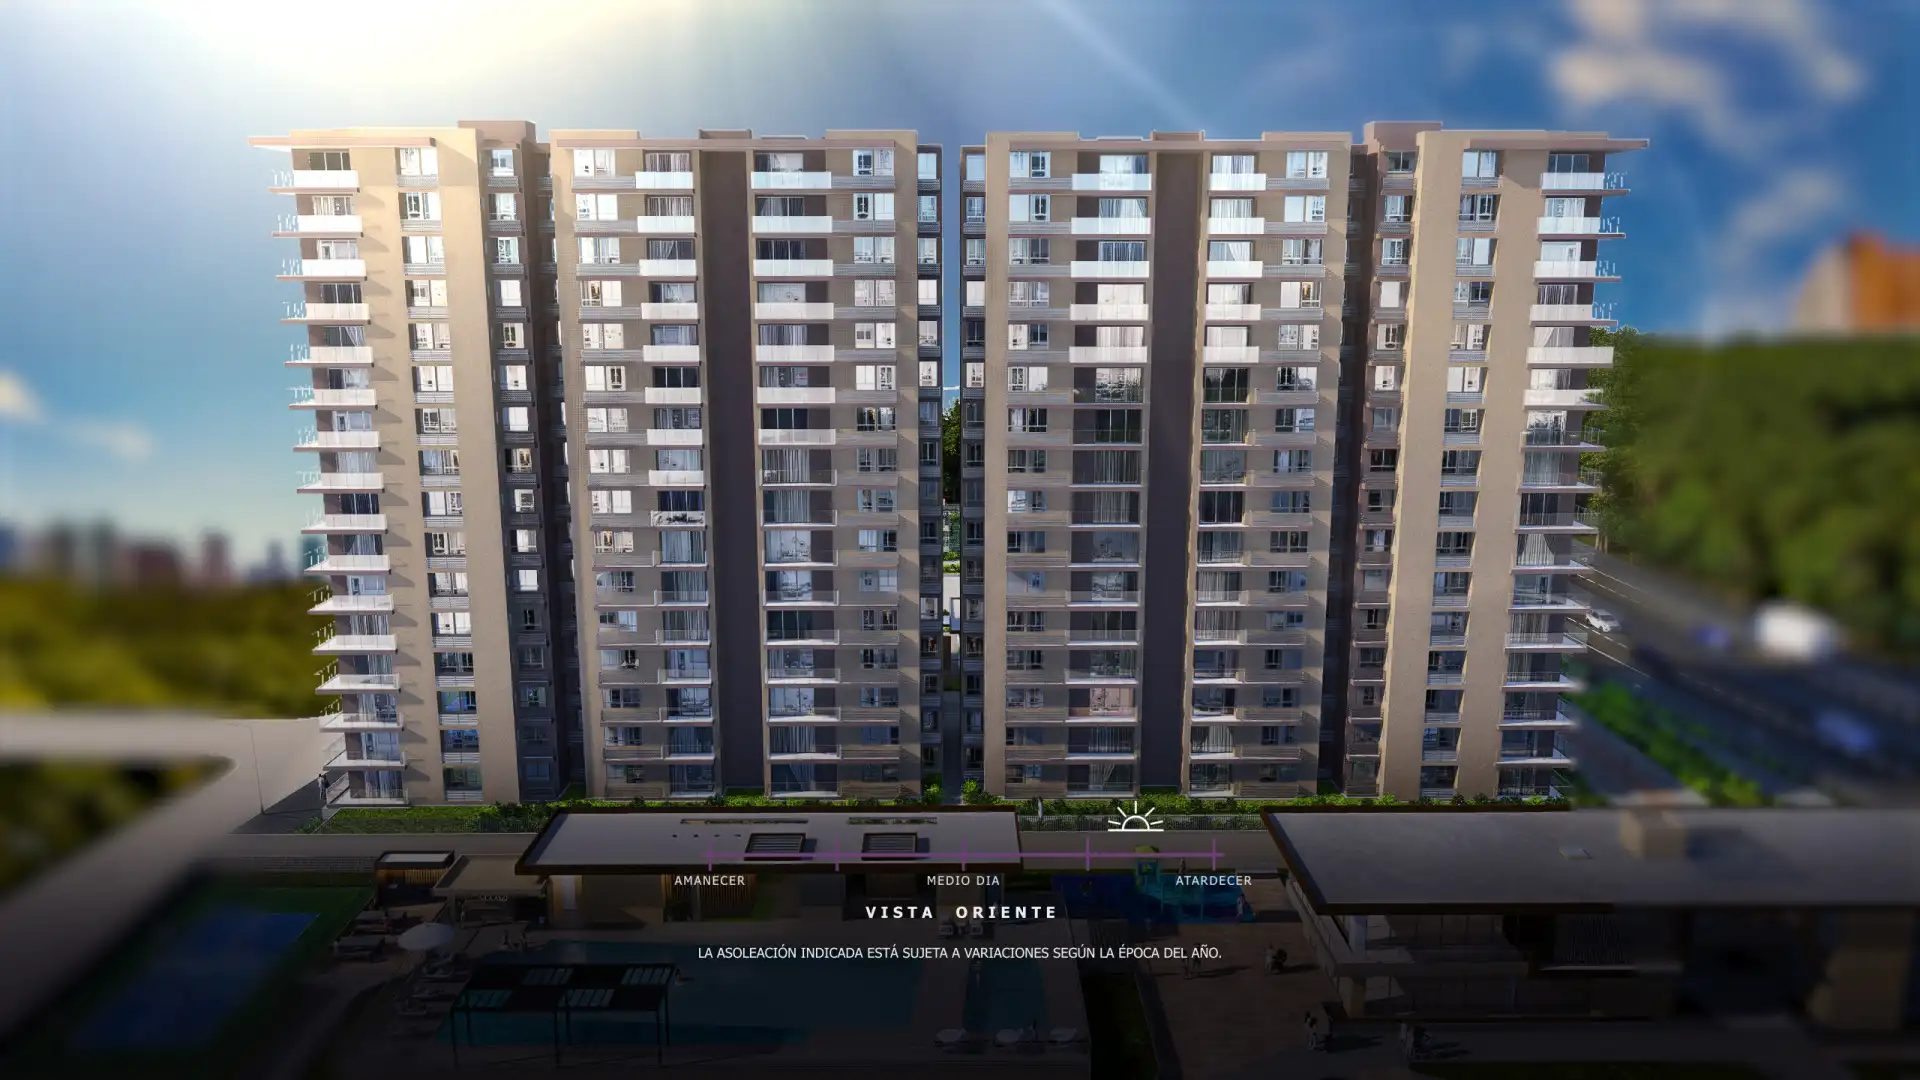 AMANECER MEDIO DIA ATARDECER
VISTA ORIENTE
LA ASOLEACIÓN INDICADA ESTÁ SUJETA A VARIACIONES SEGÚN LA ÉPOCA DEL AÑO.